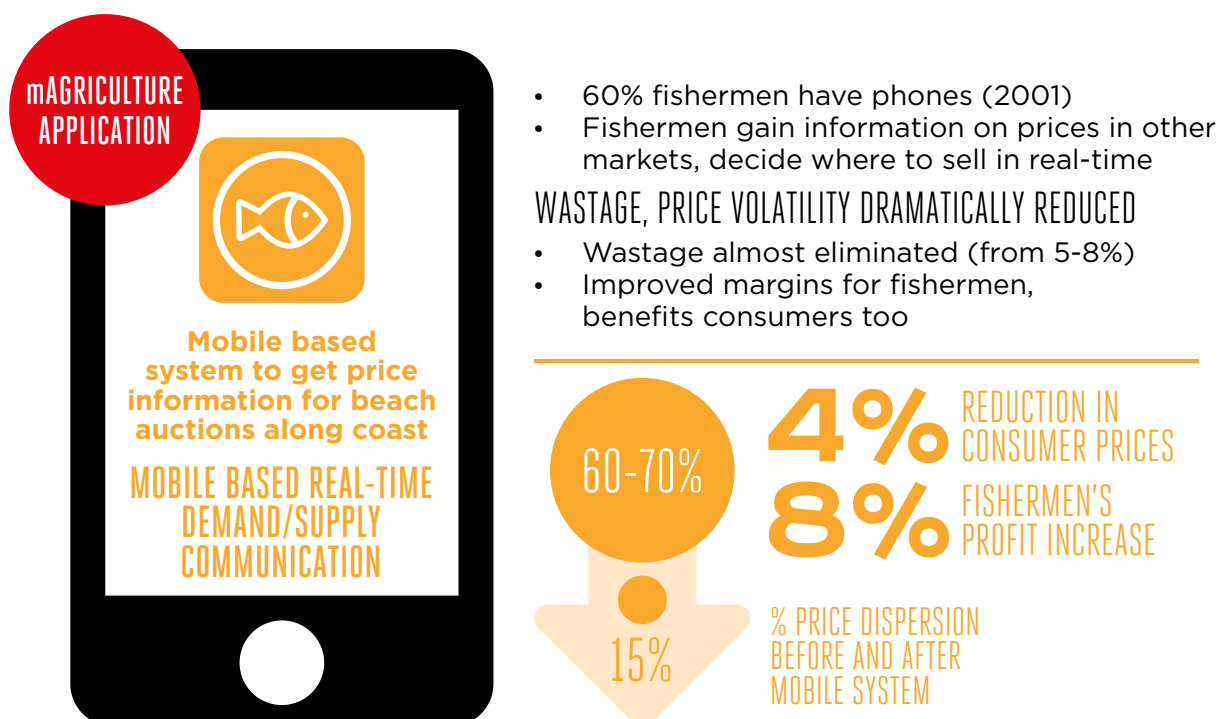 mAGRICULTURE
APPLICATION
Mobile based
system to get price
information for beach
auctions along coast
MOBILE BASED REAL-TIME
DEMAND/SUPPLY
COMMUNICATION
• 60% fishermen have phones (2001)
• Fishermen gain information on prices in other
markets, decide where to sell in real-time
WASTAGE, PRICE VOLATILITY DRAMATICALLY REDUCED
• Wastage almost eliminated (from 5-8%)
• Improved margins for fishermen,
benefits consumers too
60-70%
15%
4% REDUCTION IN
CONSUMER PRICES
8% FISHERMEN'S
PROFIT INCREASE
% PRICE DISPERSION
BEFORE AND AFTER
MOBILE SYSTEM